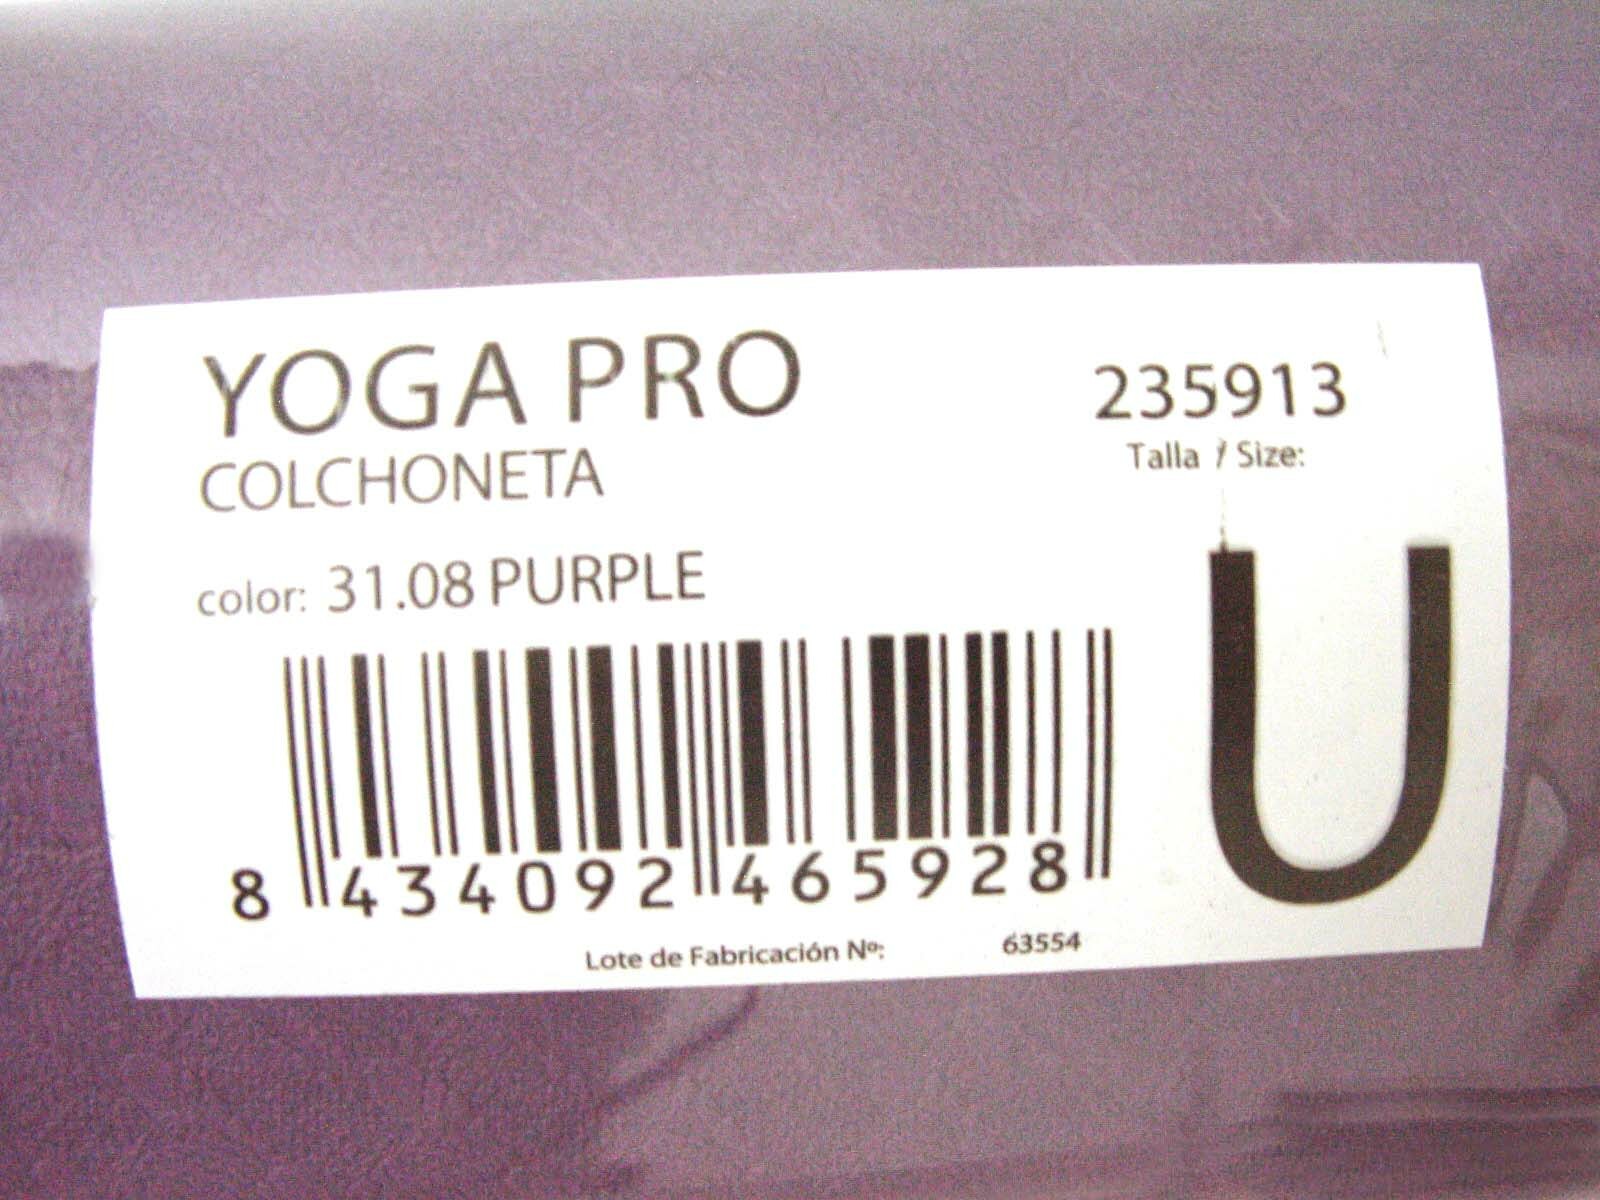 YOGA PRO
COLCHONETA
color: 31.08 PURPLE
235913
Talla / Size:
U
8 434092 465928
Lote de Fabricación Nº: 63554